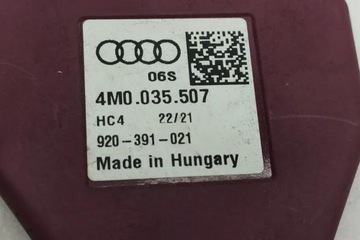 06S
4M0.035.507
HC4 22/21
920-391-021
Made in Hungary